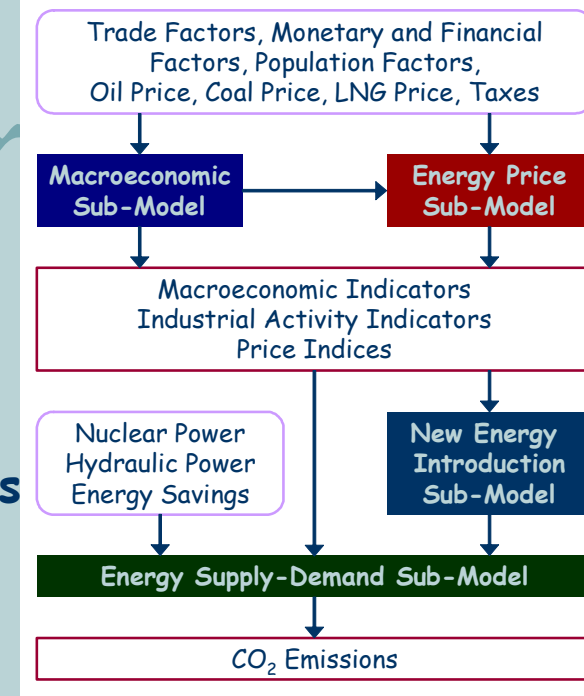 Trade Factors, Monetary and Financial
Factors, Population Factors,
Oil Price, Coal Price, LNG Price, Taxes
Macroeconomic
Sub-Model
Energy Price
Sub-Model
Macroeconomic Indicators
Industrial Activity Indicators
Price Indices
Nuclear Power
Hydraulic Power
Energy Savings
New Energy
Introduction
Sub-Model
s
Energy Supply-Demand Sub-Model
CO₂ Emissions